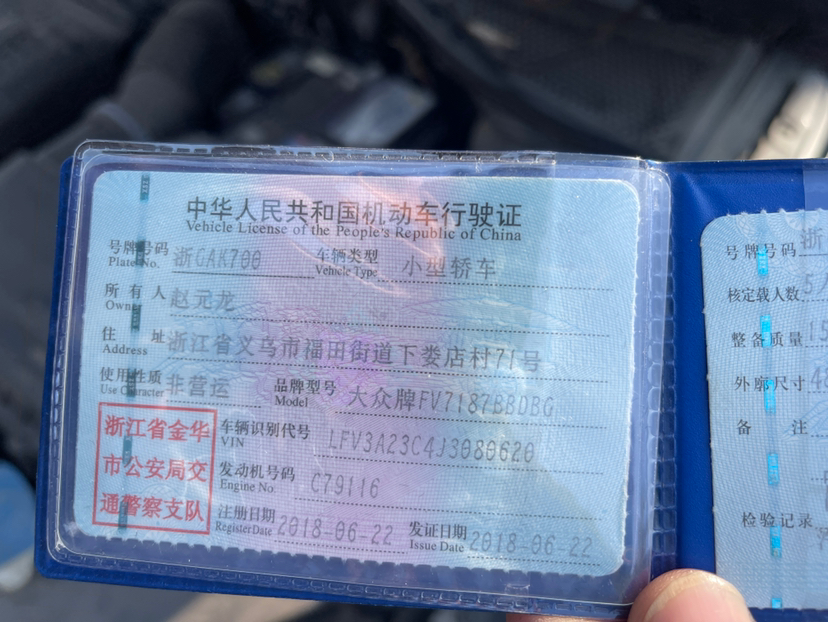 中华人民共和国机动车行驶证
Vehicle License of the People's Republic of China
号牌号码 浙GAK700 车辆类型 小型轿车
Plate No. Vehicle Type
所有人 赵元龙
Owner
住址 浙江省义乌市福田街道下娄店村71号
Address
使用性质 非营运 品牌型号 大众牌FV7187BBDBG
Use Character Model
浙江省金华
市公安局交
通警察支队
车辆识别代号 LFV3A23C4J3080620
VIN
发动机号码 C79116
Engine No.
注册日期 2018-06-22 发证日期 2018-06-22
Register Date Issue Date
号牌号码 浙
核定载人数 5
整备质量 15
外廓尺寸 48
备注
检验记录